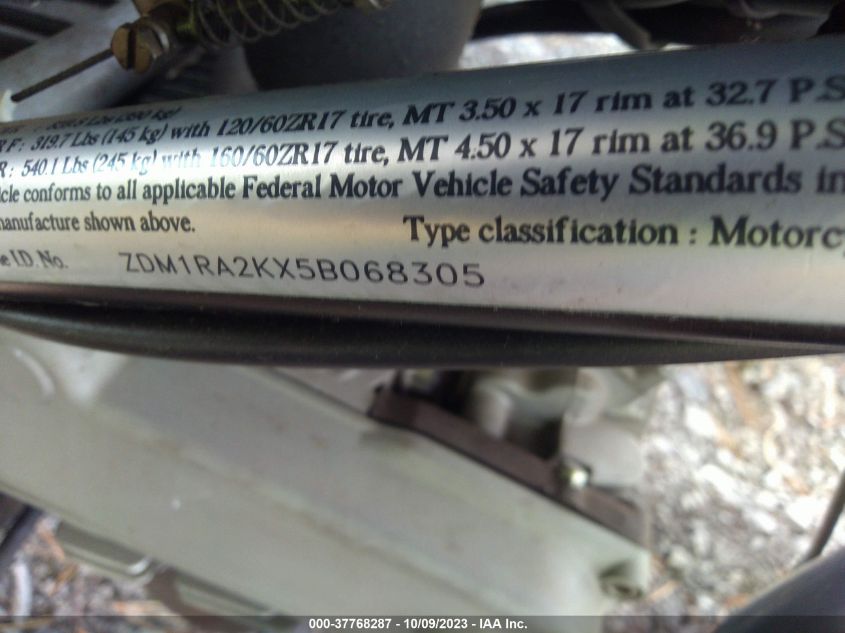 Lbs
R F: 319.7 Lbs (145 kg) with 120/60ZR17 tire, MT 3.50 x 17 rim at 32.7 P.S
R: 540.1 Lbs (245 kg) with 160/60ZR17 tire, MT 4.50 x 17 rim at 36.9 P.S
icle conforms to all applicable Federal Motor Vehicle Safety Standards in
manufacture shown above.
Type classification : Motorcy
e I.D. No. ZDM1RA2KX5B068305
000-37768287 - 10/09/2023 - IAA Inc.